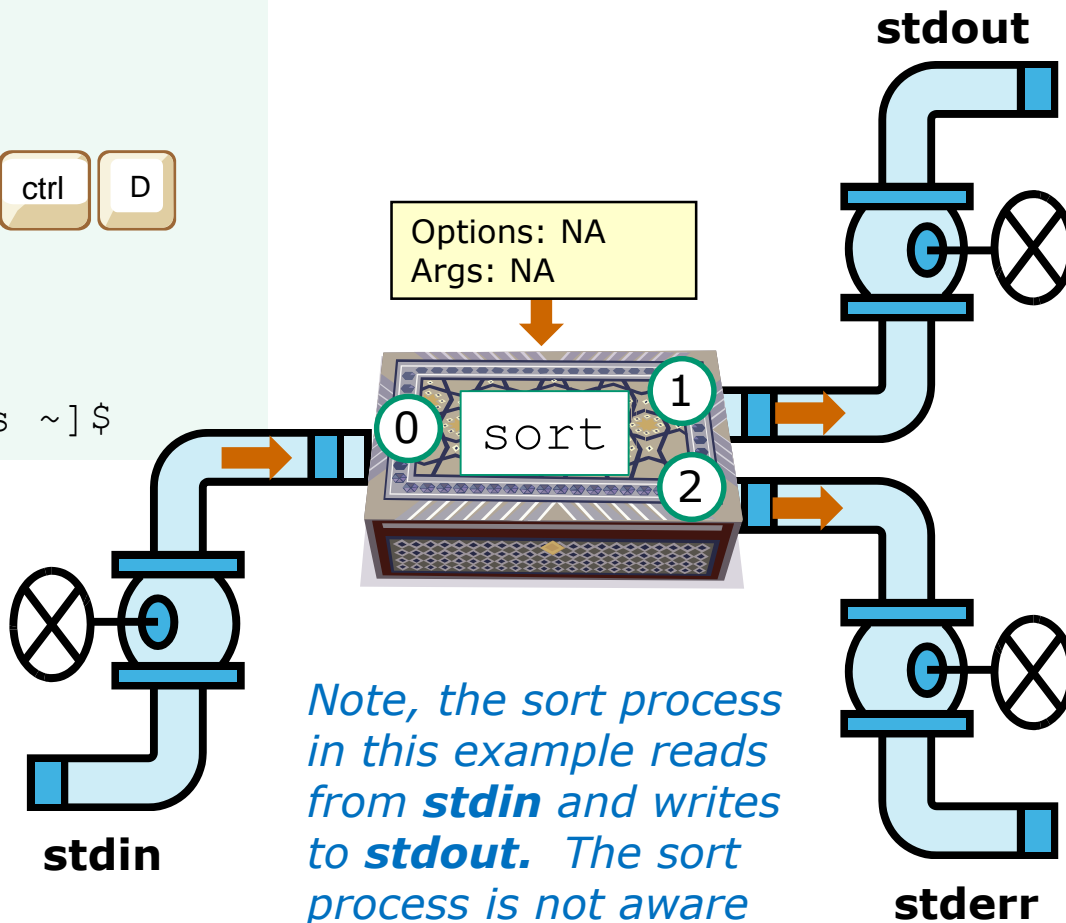 stdout
ctrl D
Options: NA
Args: NA
~]$
0
1
sort
2
Note, the sort process
in this example reads
from stdin and writes
to stdout. The sort
process is not aware
stdin
stderr